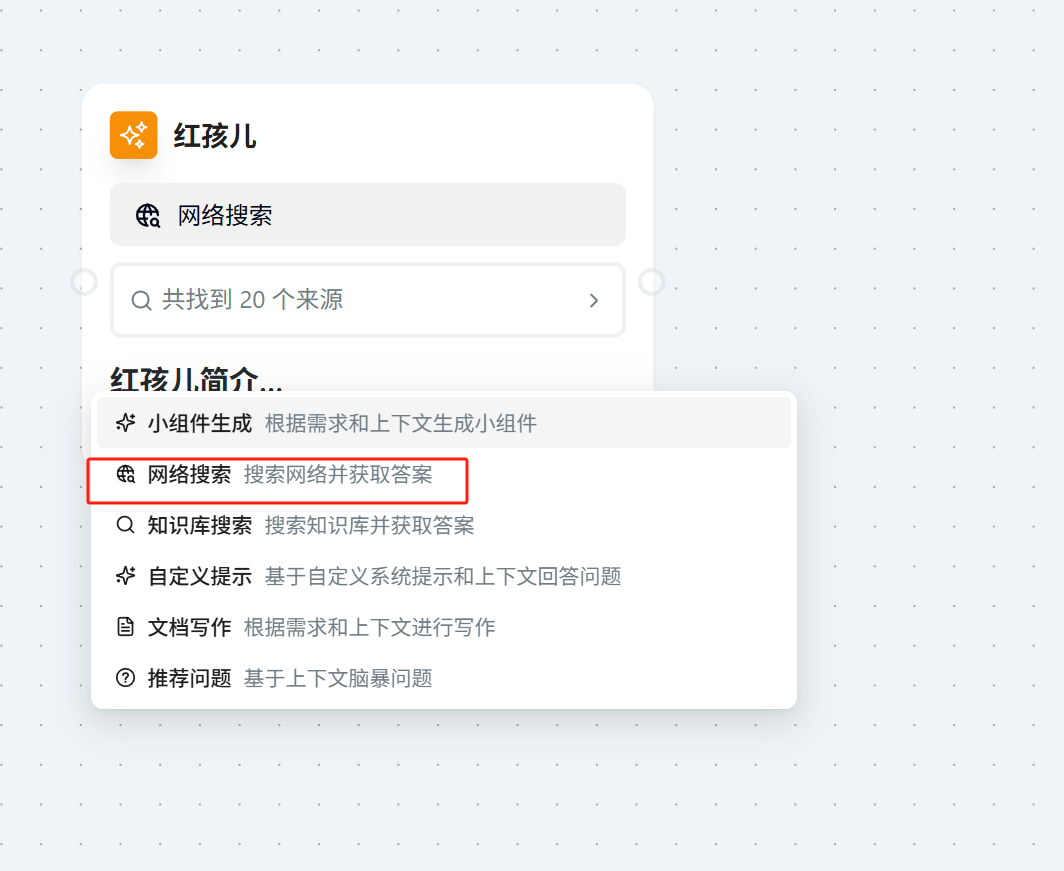 红孩儿
网络搜索
共找到 20 个来源
红孩儿简介...
小组件生成 根据需求和上下文生成小组件
网络搜索 搜索网络并获取答案
知识库搜索 搜索知识库并获取答案
自定义提示 基于自定义系统提示和上下文回答问题
文档写作 根据需求和上下文进行写作
推荐问题 基于上下文脑暴问题